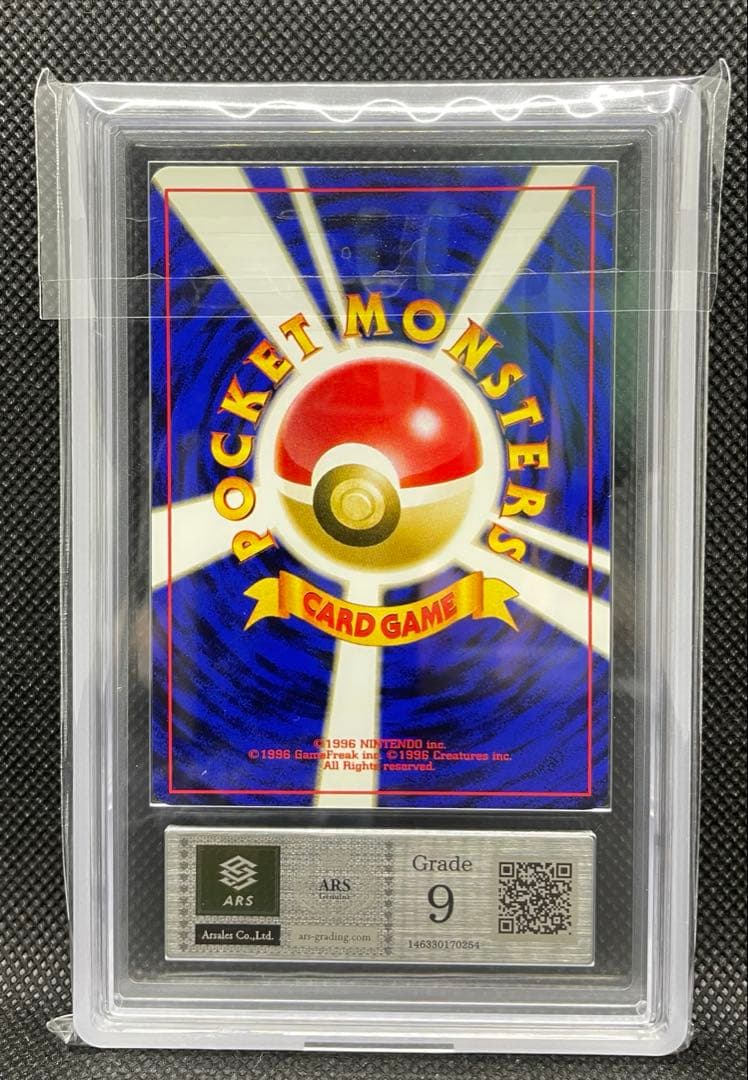 POCKET MONSTERS
CARD GAME
©1996 NINTENDO inc.
©1996 GameFreak inc. ©1996 Creatures inc.
All Rights reserved.
ARS
Arsales Co.,Ltd.
ARS
Genuine
ars-grading.com
Grade
9
146330170254